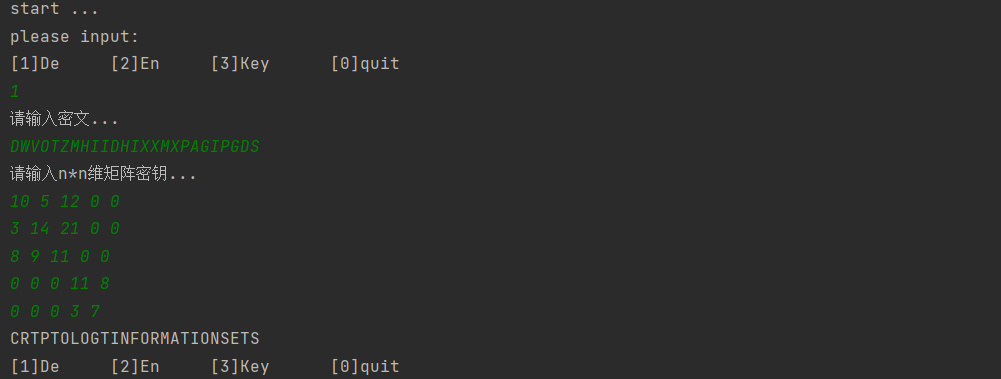 start ...
please input:
[1]De [2]En [3]Key [0]quit
1
请输入密文...
DWVOTZMHIIDHIXXMXPAGIPGDS
请输入n*n维矩阵密钥...
10 5 12 0 0
3 14 21 0 0
8 9 11 0 0
0 0 0 11 8
0 0 0 3 7
CRTPTOLOGTINFORMATIONSETS
[1]De [2]En [3]Key [0]quit